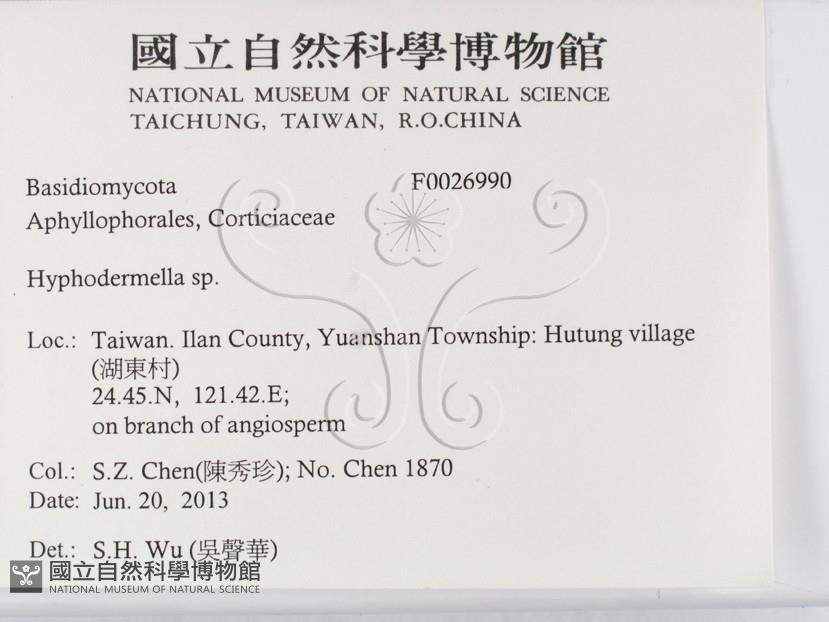 國立自然科學博物館
NATIONAL MUSEUM OF NATURAL SCIENCE
TAICHUNG, TAIWAN, R.O.CHINA
Basidiomycota F0026990
Aphyllophorales, Corticiaceae
Hyphodermella sp.
Loc.: Taiwan. Ilan County, Yuanshan Township: Hutung village
(湖東村)
24.45.N, 121.42.E;
on branch of angiosperm
Col.: S.Z. Chen(陳秀珍); No. Chen 1870
Date: Jun. 20, 2013
Det.: S.H. Wu (吳聲華)
國立自然科學博物館
NATIONAL MUSEUM OF NATURAL SCIENCE